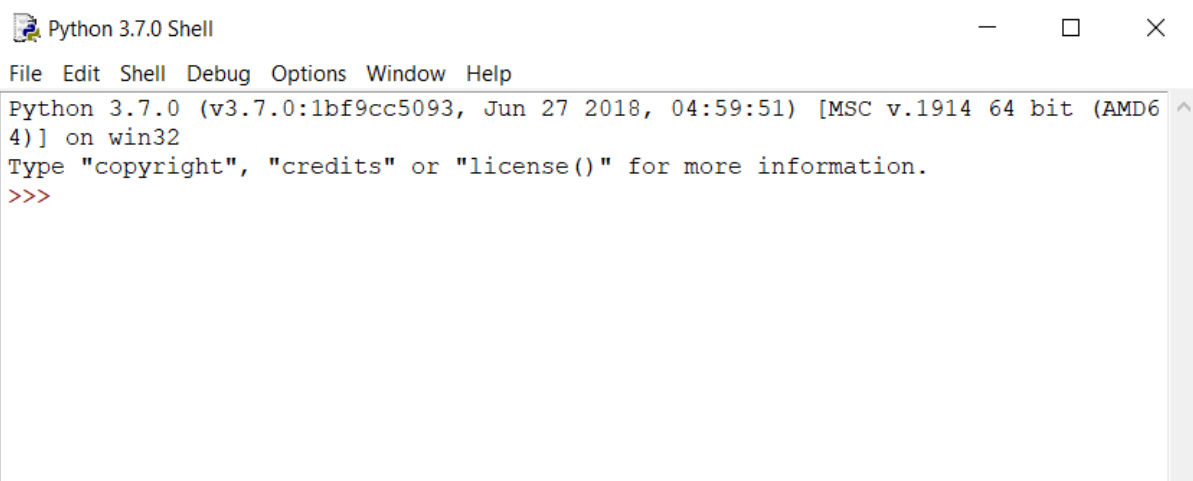 Python 3.7.0 Shell
File Edit Shell Debug Options Window Help
Python 3.7.0 (v3.7.0:1bf9cc5093, Jun 27 2018, 04:59:51) [MSC v.1914 64 bit (AMD6
4)] on win32
Type "copyright", "credits" or "license()" for more information.
>>>